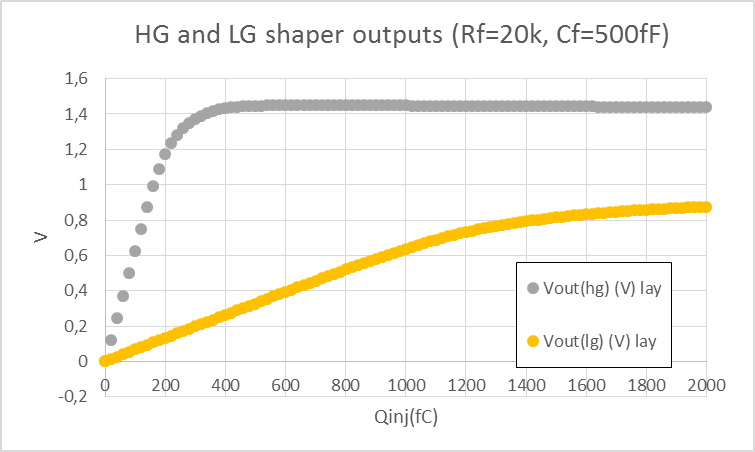 HG and LG shaper outputs (Rf=20k, Cf=500fF)
1,6
1,4
1,2
1
0,8
0,6
0,4
0,2
0
-0,2
V
0 200 400 600 800 1000 1200 1400 1600 1800 2000
Qinj(fC)
Vout(hg) (V) lay
Vout(lg) (V) lay